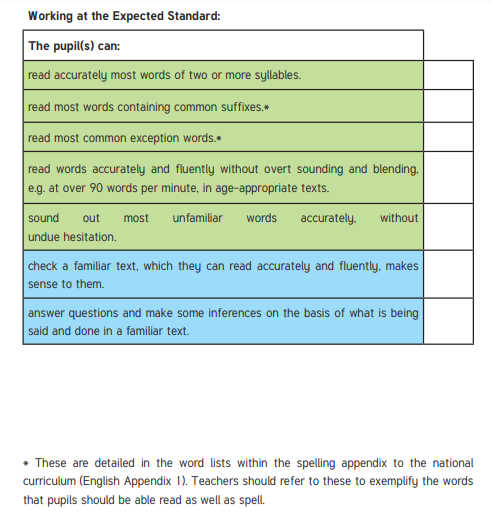 Working at the Expected Standard:
The pupil(s) can:
read accurately most words of two or more syllables.
read most words containing common suffixes.*
read most common exception words.*
read words accurately and fluently without overt sounding and blending,
e.g. at over 90 words per minute, in age-appropriate texts.
sound out most unfamiliar words accurately, without
undue hesitation.
check a familiar text, which they can read accurately and fluently, makes
sense to them.
answer questions and make some inferences on the basis of what is being
said and done in a familiar text.
* These are detailed in the word lists within the spelling appendix to the national
curriculum (English Appendix 1). Teachers should refer to these to exemplify the words
that pupils should be able read as well as spell.